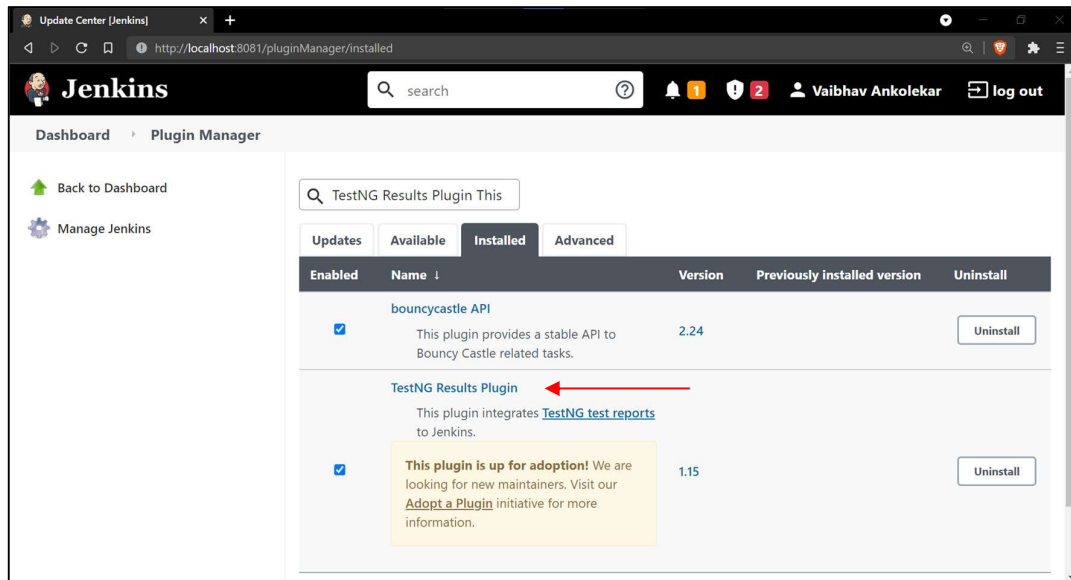 Update Center [Jenkins]
http://localhost:8081/pluginManager/installed
Jenkins
search
1
2
Vaibhav Ankolekar
log out
Dashboard
Plugin Manager
Back to Dashboard
Manage Jenkins
TestNG Results Plugin This
Updates
Available
Installed
Advanced
Enabled
Name ↓
Version
Previously installed version
Uninstall
bouncycastle API
This plugin provides a stable API to
Bouncy Castle related tasks.
2.24
Uninstall
TestNG Results Plugin
This plugin integrates TestNG test reports
to Jenkins.
This plugin is up for adoption! We are
looking for new maintainers. Visit our
Adopt a Plugin initiative for more
information.
1.15
Uninstall